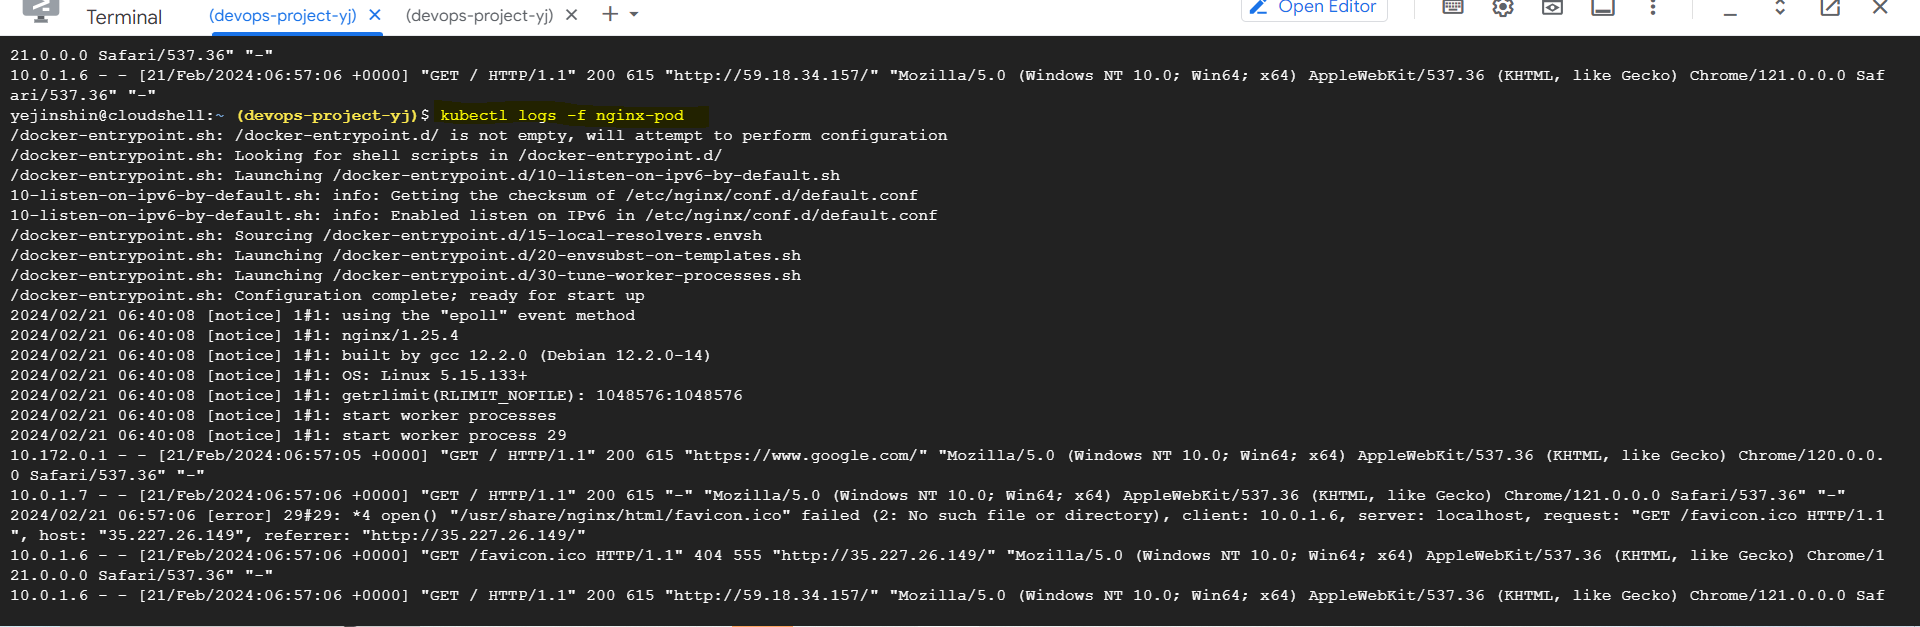 Terminal (devops-project-yj) × (devops-project-yj) × + Open Editor
21.0.0.0 Safari/537.36" "-"
10.0.1.6 - - [21/Feb/2024:06:57:06 +0000] "GET / HTTP/1.1" 200 615 "http://59.18.34.157/" "Mozilla/5.0 (Windows NT 10.0; Win64; x64) AppleWebKit/537.36 (KHTML, like Gecko) Chrome/121.0.0.0 Saf
ari/537.36" "-"
yejinshin@cloudshell:~ (devops-project-yj)$ kubectl logs -f nginx-pod
/docker-entrypoint.sh: /docker-entrypoint.d/ is not empty, will attempt to perform configuration
/docker-entrypoint.sh: Looking for shell scripts in /docker-entrypoint.d/
/docker-entrypoint.sh: Launching /docker-entrypoint.d/10-listen-on-ipv6-by-default.sh
10-listen-on-ipv6-by-default.sh: info: Getting the checksum of /etc/nginx/conf.d/default.conf
10-listen-on-ipv6-by-default.sh: info: Enabled listen on IPv6 in /etc/nginx/conf.d/default.conf
/docker-entrypoint.sh: Sourcing /docker-entrypoint.d/15-local-resolvers.envsh
/docker-entrypoint.sh: Launching /docker-entrypoint.d/20-envsubst-on-templates.sh
/docker-entrypoint.sh: Launching /docker-entrypoint.d/30-tune-worker-processes.sh
/docker-entrypoint.sh: Configuration complete; ready for start up
2024/02/21 06:40:08 [notice] 1#1: using the "epoll" event method
2024/02/21 06:40:08 [notice] 1#1: nginx/1.25.4
2024/02/21 06:40:08 [notice] 1#1: built by gcc 12.2.0 (Debian 12.2.0-14)
2024/02/21 06:40:08 [notice] 1#1: OS: Linux 5.15.133+
2024/02/21 06:40:08 [notice] 1#1: getrlimit(RLIMIT_NOFILE): 1048576:1048576
2024/02/21 06:40:08 [notice] 1#1: start worker processes
2024/02/21 06:40:08 [notice] 1#1: start worker process 29
10.172.0.1 - - [21/Feb/2024:06:57:05 +0000] "GET / HTTP/1.1" 200 615 "https://www.google.com/" "Mozilla/5.0 (Windows NT 10.0; Win64; x64) AppleWebKit/537.36 (KHTML, like Gecko) Chrome/120.0.0.
0 Safari/537.36" "-"
10.0.1.7 - - [21/Feb/2024:06:57:06 +0000] "GET / HTTP/1.1" 200 615 "-" "Mozilla/5.0 (Windows NT 10.0; Win64; x64) AppleWebKit/537.36 (KHTML, like Gecko) Chrome/121.0.0.0 Safari/537.36" "-"
2024/02/21 06:57:06 [error] 29#29: *4 open() "/usr/share/nginx/html/favicon.ico" failed (2: No such file or directory), client: 10.0.1.6, server: localhost, request: "GET /favicon.ico HTTP/1.1
", host: "35.227.26.149", referrer: "http://35.227.26.149/"
10.0.1.6 - - [21/Feb/2024:06:57:06 +0000] "GET /favicon.ico HTTP/1.1" 404 555 "http://35.227.26.149/" "Mozilla/5.0 (Windows NT 10.0; Win64; x64) AppleWebKit/537.36 (KHTML, like Gecko) Chrome/1
21.0.0.0 Safari/537.36" "-"
10.0.1.6 - - [21/Feb/2024:06:57:06 +0000] "GET / HTTP/1.1" 200 615 "http://59.18.34.157/" "Mozilla/5.0 (Windows NT 10.0; Win64; x64) AppleWebKit/537.36 (KHTML, like Gecko) Chrome/121.0.0.0 Saf